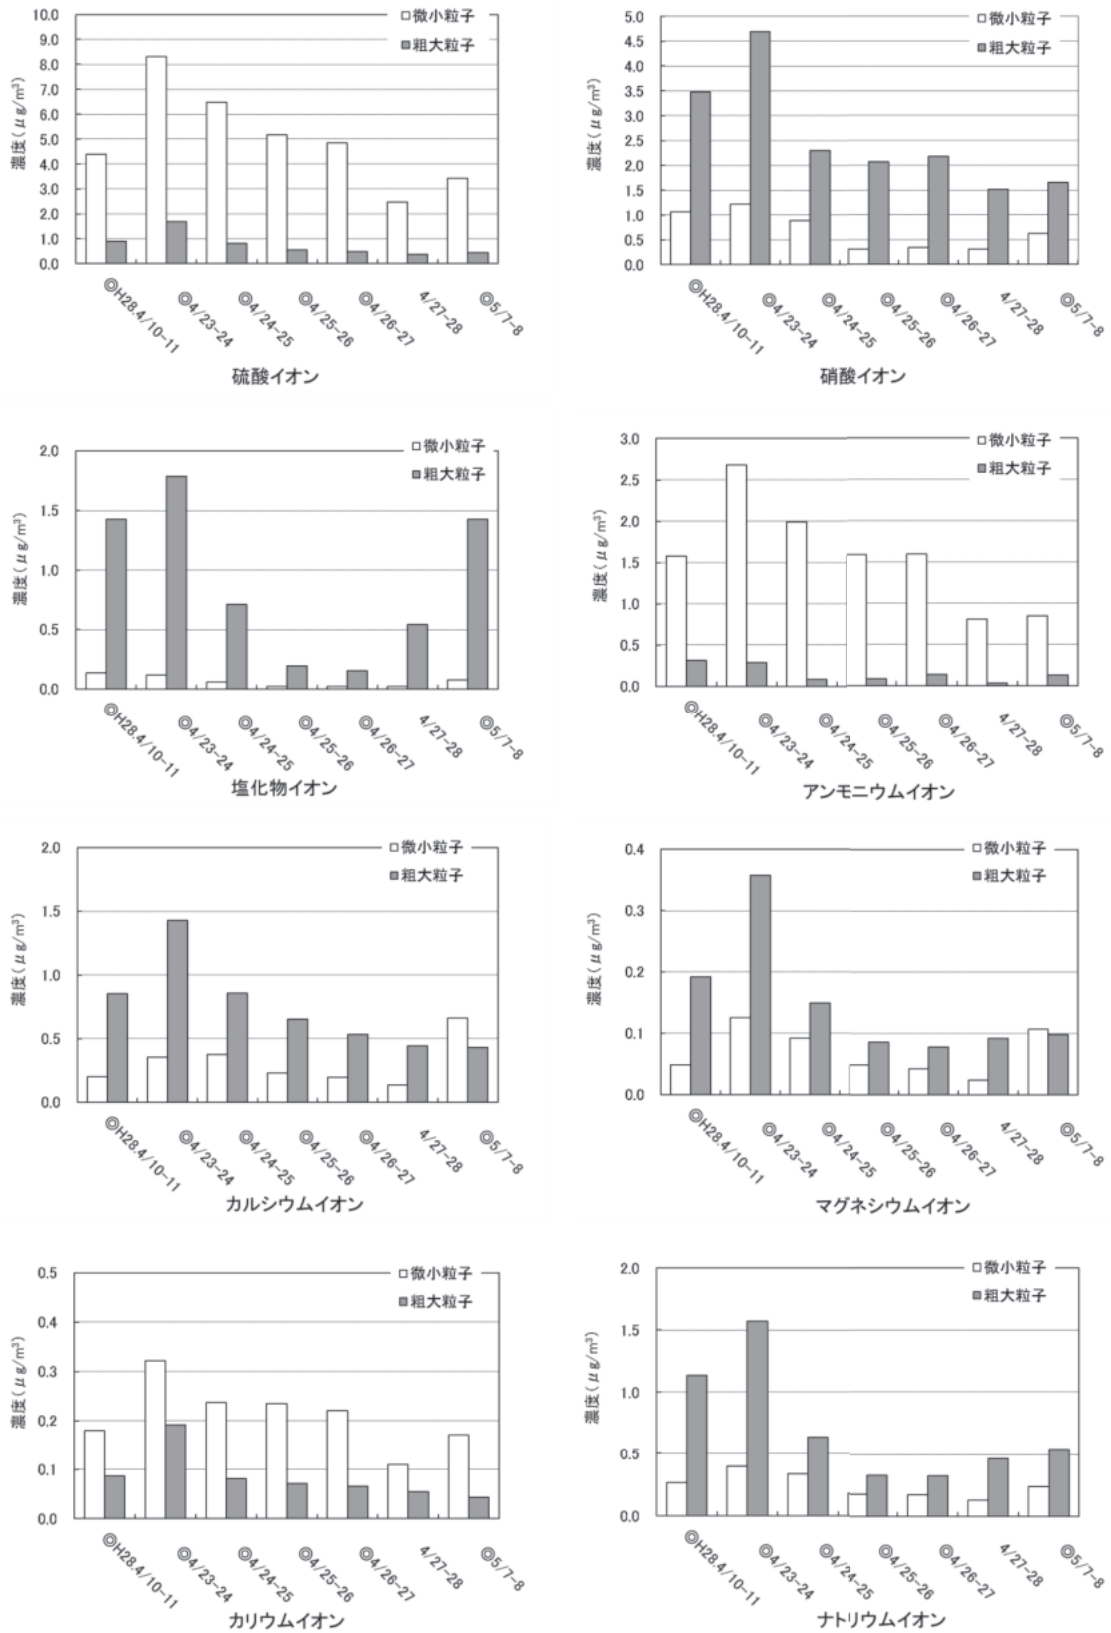 10.0
9.0
8.0
7.0
6.0
5.0
4.0
3.0
2.0
1.0
0.0
濃度(μg/m³)
□微小粒子
■粗大粒子
◎H28.4/10-11
◎4/23-24
◎4/24-25
◎4/25-26
◎4/26-27
4/27-28
◎5/7-8
硫酸イオン
5.0
4.5
4.0
3.5
3.0
2.5
2.0
1.5
1.0
0.5
0.0
濃度(μg/m³)
□微小粒子
■粗大粒子
◎H28.4/10-11
◎4/23-24
◎4/24-25
◎4/25-26
◎4/26-27
4/27-28
◎5/7-8
硝酸イオン
2.0
1.5
1.0
0.5
0.0
濃度(μg/m³)
□微小粒子
■粗大粒子
◎H28.4/10-11
◎4/23-24
◎4/24-25
◎4/25-26
◎4/26-27
4/27-28
◎5/7-8
塩化物イオン
3.0
2.5
2.0
1.5
1.0
0.5
0.0
濃度(μg/m³)
□微小粒子
■粗大粒子
◎H28.4/10-11
◎4/23-24
◎4/24-25
◎4/25-26
◎4/26-27
4/27-28
◎5/7-8
アンモニウムイオン
2.0
1.5
1.0
0.5
0.0
濃度(μg/m³)
□微小粒子
■粗大粒子
◎H28.4/10-11
◎4/23-24
◎4/24-25
◎4/25-26
◎4/26-27
4/27-28
◎5/7-8
カルシウムイオン
0.4
0.3
0.2
0.1
0.0
濃度(μg/m³)
□微小粒子
■粗大粒子
◎H28.4/10-11
◎4/23-24
◎4/24-25
◎4/25-26
◎4/26-27
4/27-28
◎5/7-8
マグネシウムイオン
0.5
0.4
0.3
0.2
0.1
0.0
濃度(μg/m³)
□微小粒子
■粗大粒子
◎H28.4/10-11
◎4/23-24
◎4/24-25
◎4/25-26
◎4/26-27
4/27-28
◎5/7-8
カリウムイオン
2.0
1.5
1.0
0.5
0.0
濃度(μg/m³)
□微小粒子
■粗大粒子
◎H28.4/10-11
◎4/23-24
◎4/24-25
◎4/25-26
◎4/26-27
4/27-28
◎5/7-8
ナトリウムイオン